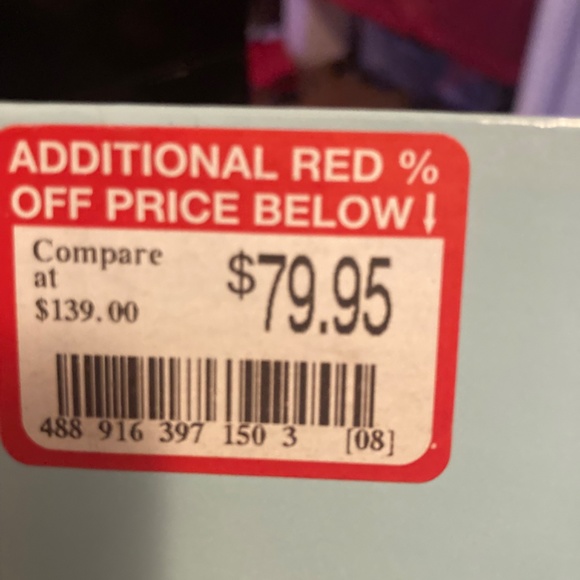 ADDITIONAL RED %
OFF PRICE BELOW↓
Compare
at
$139.00
$79.95
488 916 397 150 3 [08]